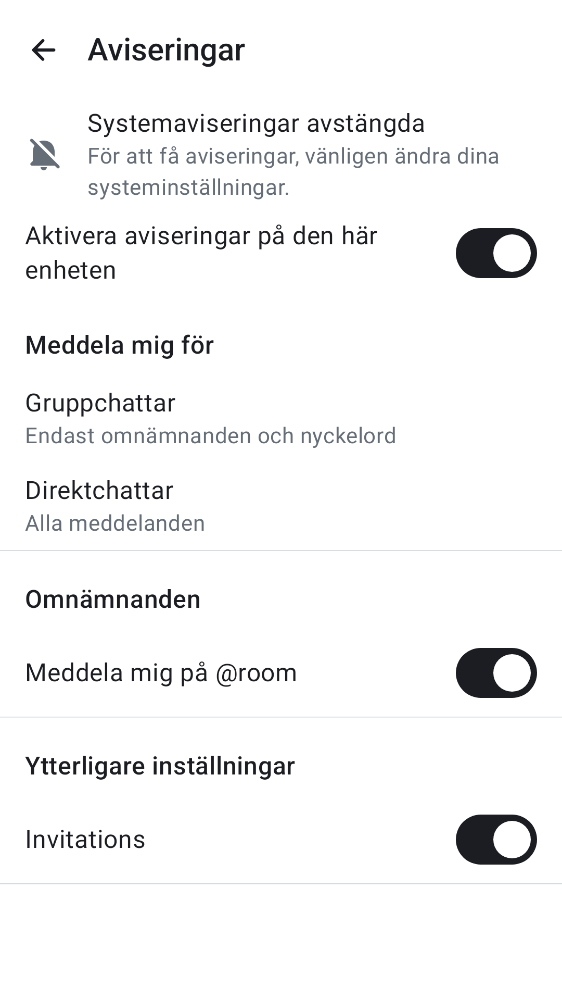 Aviseringar
Systemaviseringar avstängda
För att få aviseringar, vänligen ändra dina
systeminställningar.
Aktivera aviseringar på den här
enheten
Meddela mig för
Gruppchattar
Endast omnämnanden och nyckelord
Direktchattar
Alla meddelanden
Omnämnanden
Meddela mig på @room
Ytterligare inställningar
Invitations